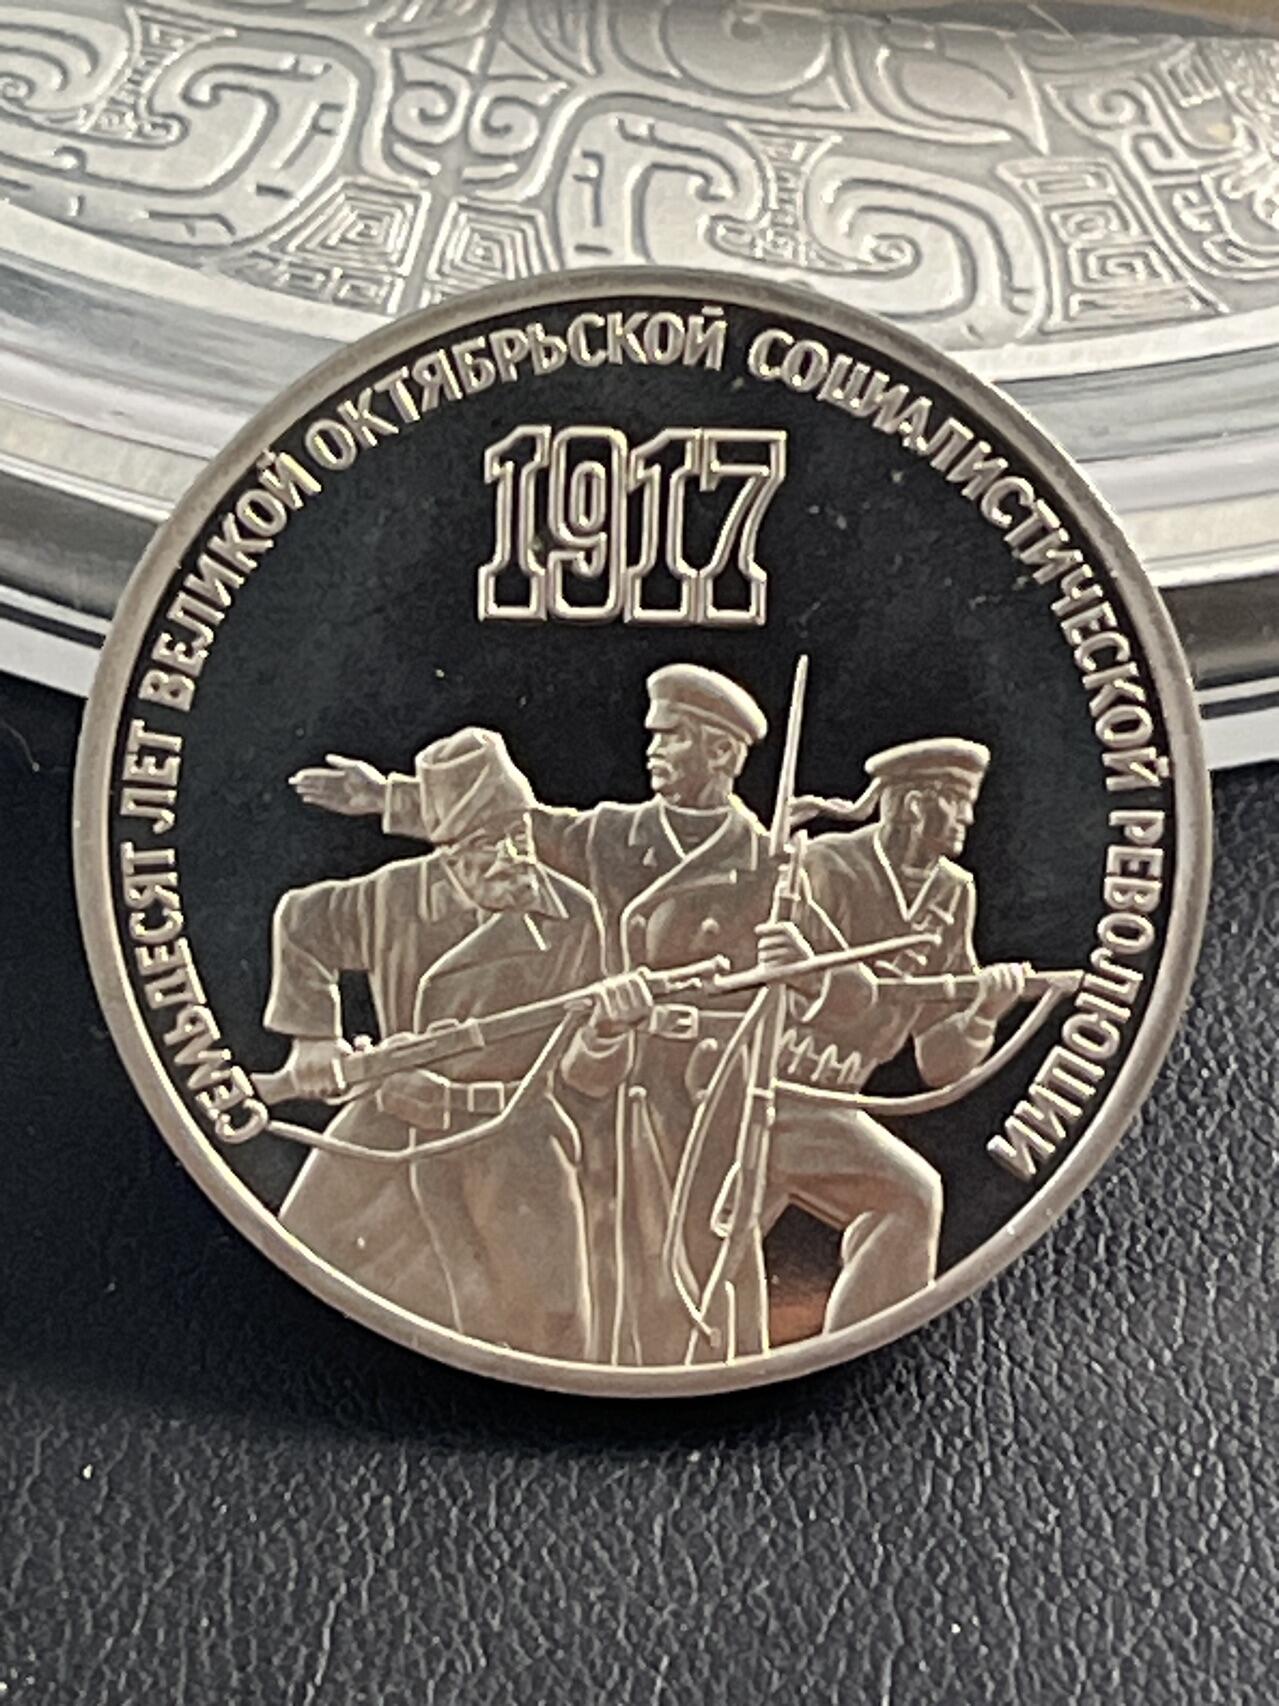 СЕМЬДЕСЯТ ЛЕТ ВЕЛИКОЙ ОКТЯБРЬСКОЙ СОЦИАЛИСТИЧЕСКОЙ РЕВОЛЮЦИИ
1917